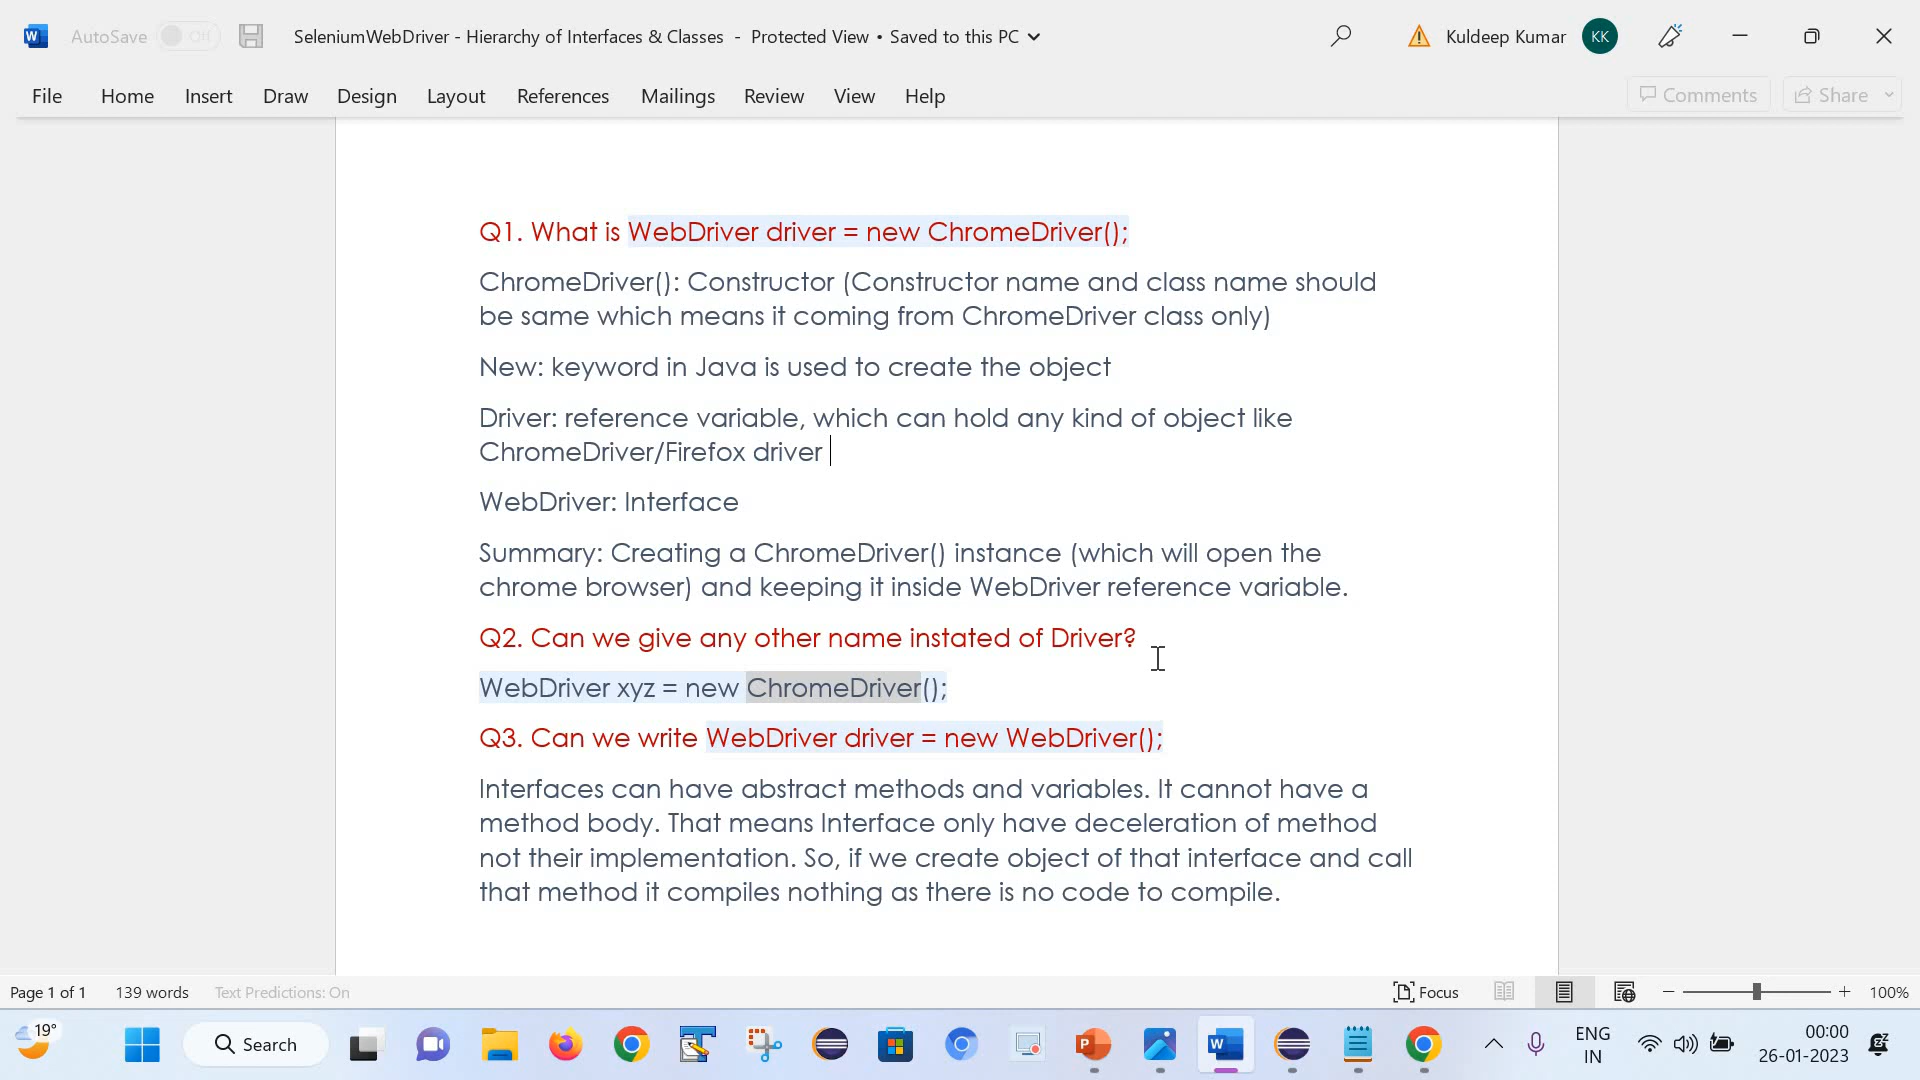 AutoSave Off SeleniumWebDriver - Hierarchy of Interfaces & Classes - Protected View • Saved to this PC Kuldeep Kumar KK
File Home Insert Draw Design Layout References Mailings Review View Help Comments Share
Q1. What is WebDriver driver = new ChromeDriver();
ChromeDriver(): Constructor (Constructor name and class name should
be same which means it coming from ChromeDriver class only)
New: keyword in Java is used to create the object
Driver: reference variable, which can hold any kind of object like
ChromeDriver/Firefox driver
WebDriver: Interface
Summary: Creating a ChromeDriver() instance (which will open the
chrome browser) and keeping it inside WebDriver reference variable.
Q2. Can we give any other name instated of Driver?
WebDriver xyz = new ChromeDriver();
Q3. Can we write WebDriver driver = new WebDriver();
Interfaces can have abstract methods and variables. It cannot have a
method body. That means Interface only have deceleration of method
not their implementation. So, if we create object of that interface and call
that method it compiles nothing as there is no code to compile.
Page 1 of 1 139 words Text Predictions: On Focus 100%
19° Search ENG 00:00
IN 26-01-2023